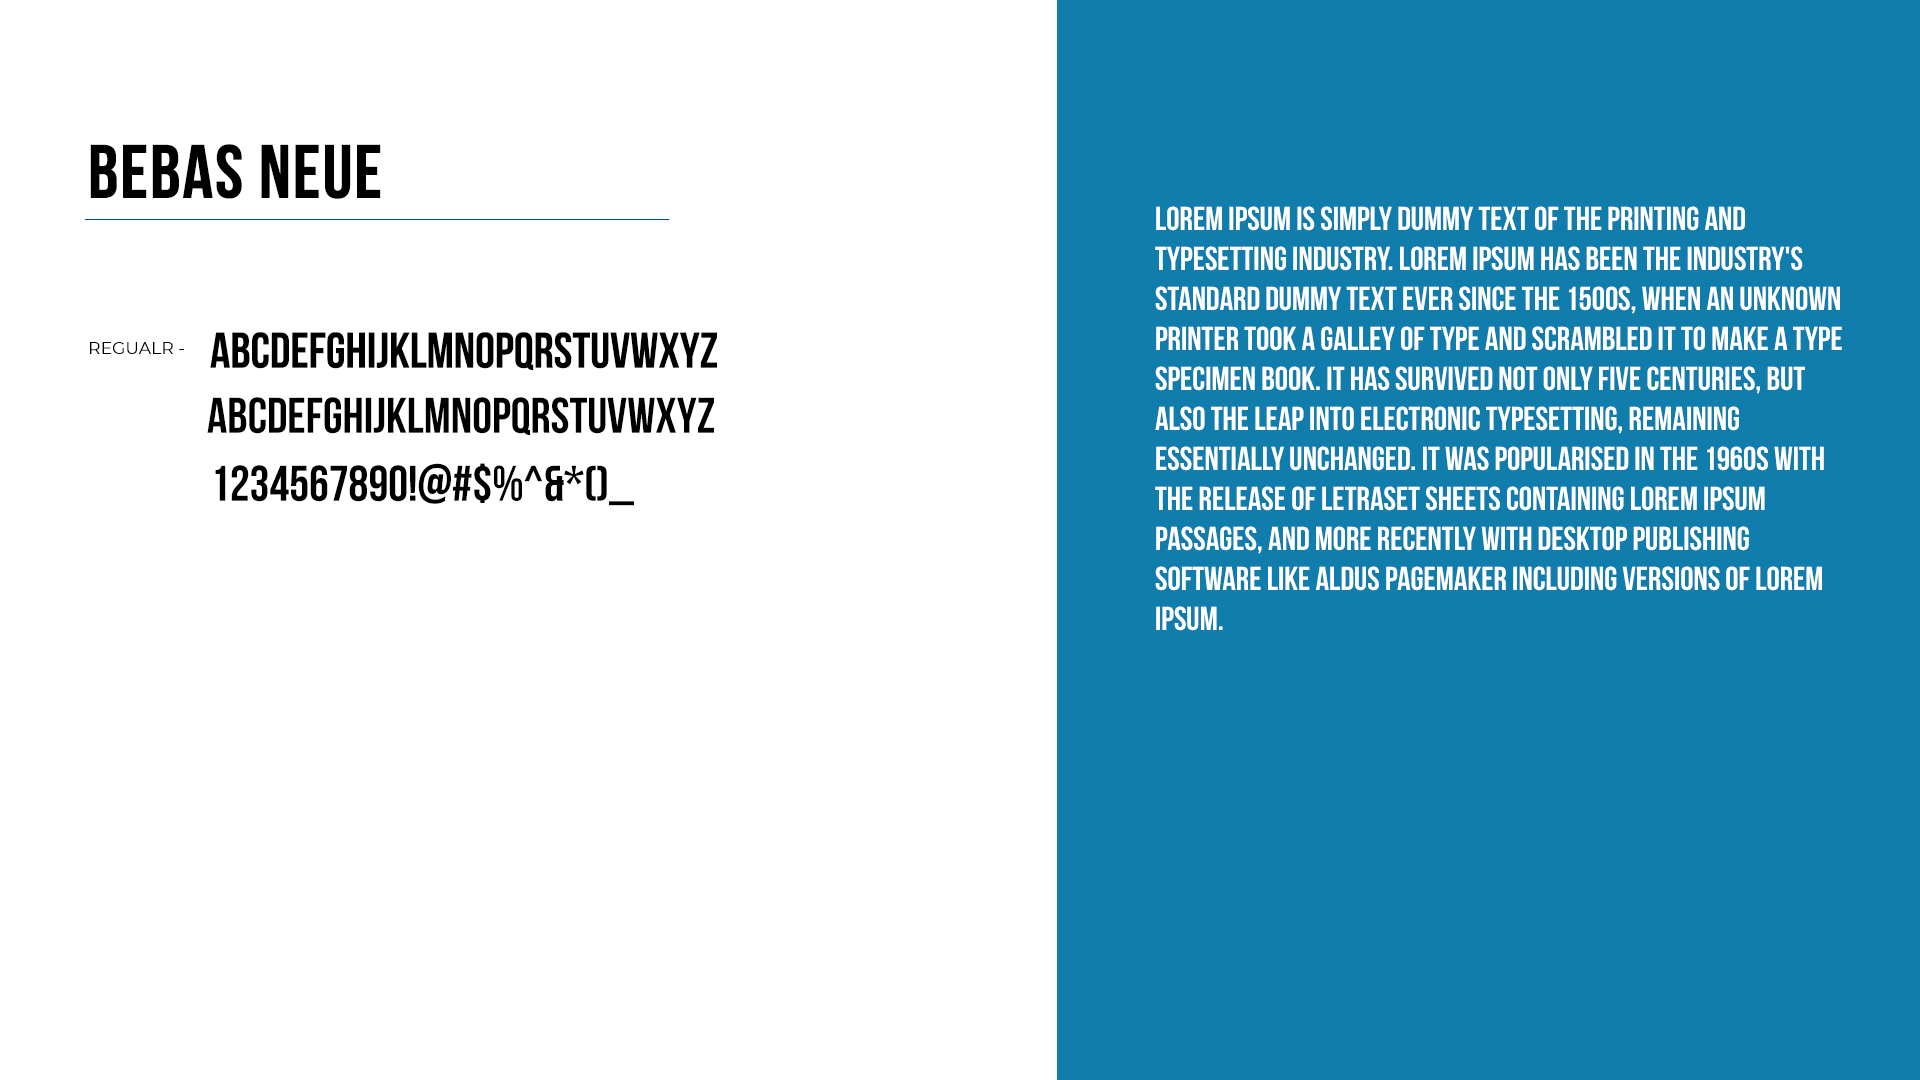 BEBAS NEUE
REGUALR - ABCDEFGHIJKLMNOPQRSTUVWXYZ
ABCDEFGHIJKLMNOPQRSTUVWXYZ
1234567890!@#$%^&*()_
LOREM IPSUM IS SIMPLY DUMMY TEXT OF THE PRINTING AND
TYPESETTING INDUSTRY. LOREM IPSUM HAS BEEN THE INDUSTRY'S
STANDARD DUMMY TEXT EVER SINCE THE 1500S, WHEN AN UNKNOWN
PRINTER TOOK A GALLEY OF TYPE AND SCRAMBLED IT TO MAKE A TYPE
SPECIMEN BOOK. IT HAS SURVIVED NOT ONLY FIVE CENTURIES, BUT
ALSO THE LEAP INTO ELECTRONIC TYPESETTING, REMAINING
ESSENTIALLY UNCHANGED. IT WAS POPULARISED IN THE 1960S WITH
THE RELEASE OF LETRASET SHEETS CONTAINING LOREM IPSUM
PASSAGES, AND MORE RECENTLY WITH DESKTOP PUBLISHING
SOFTWARE LIKE ALDUS PAGEMAKER INCLUDING VERSIONS OF LOREM
IPSUM.